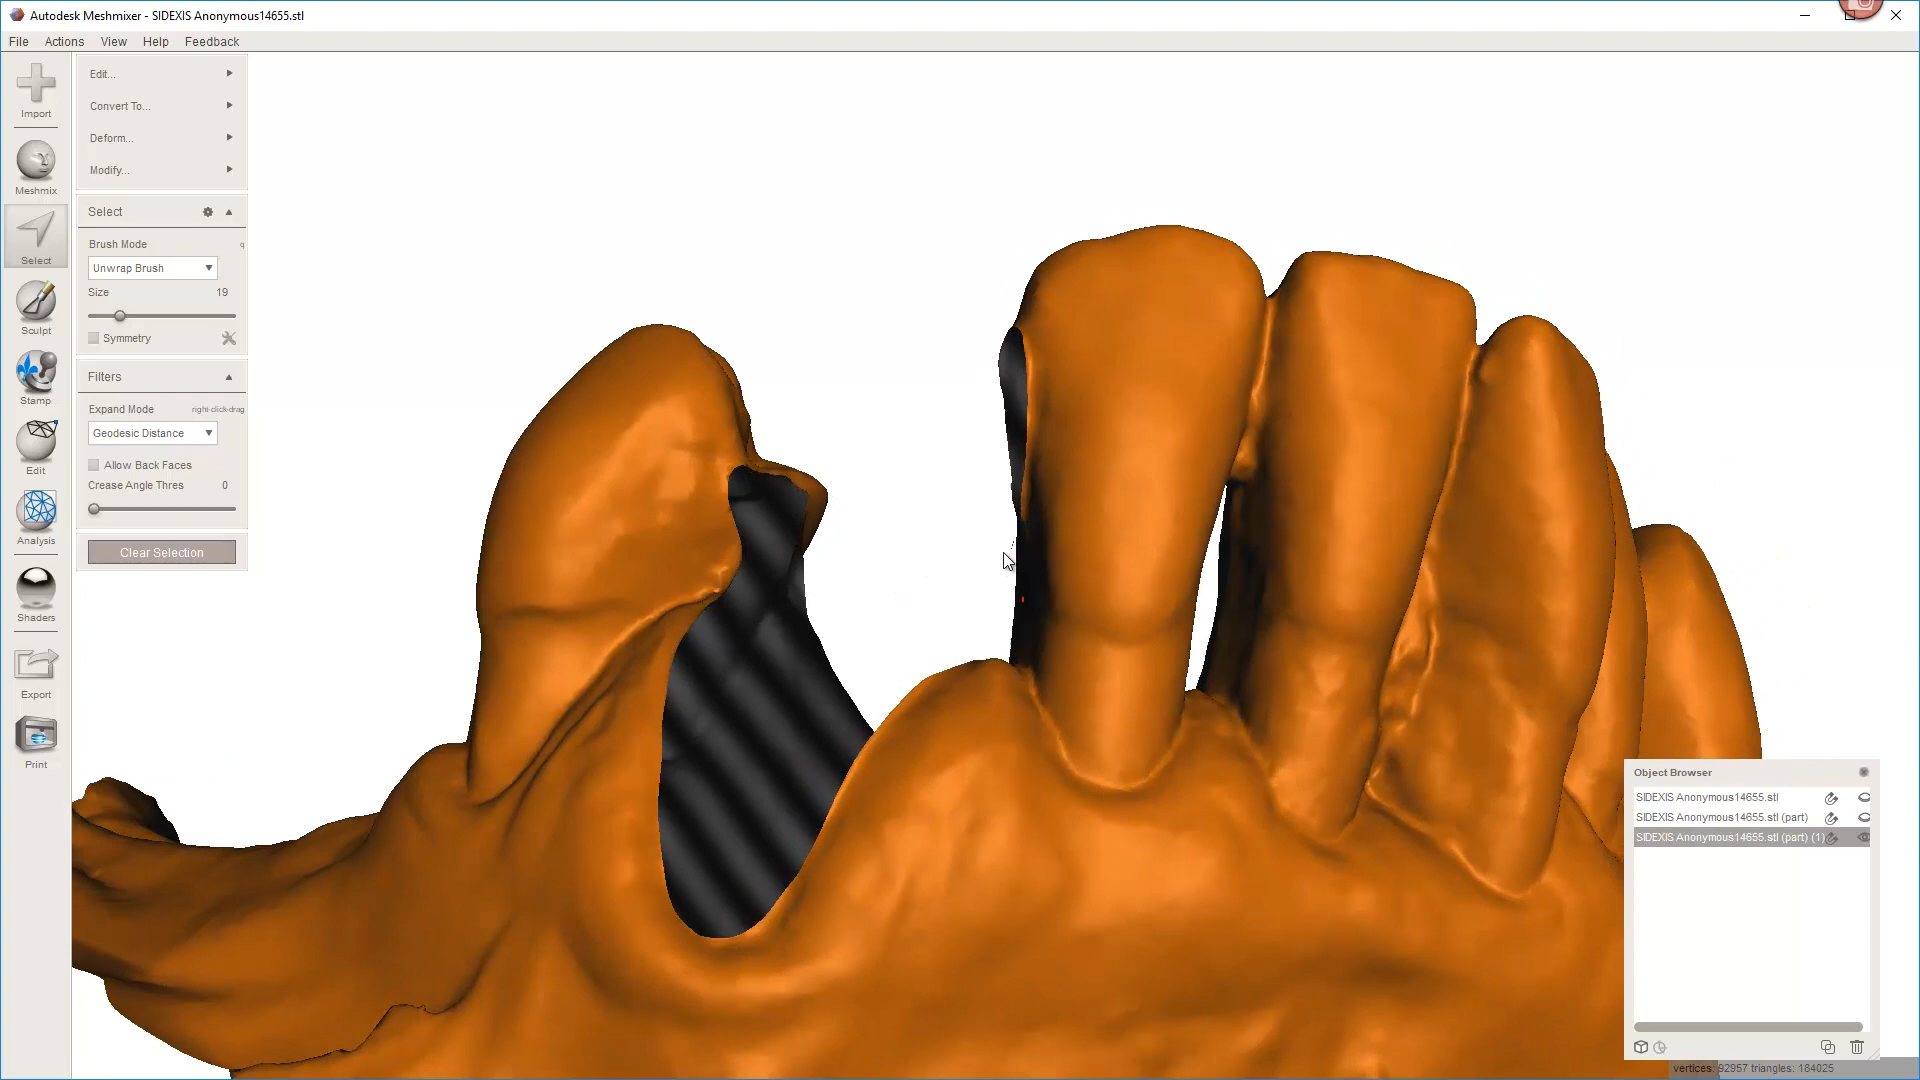 Autodesk Meshmixer - SIDEXIS Anonymous14655.stl
File Actions View Help Feedback
Import
Meshmix
Select
Sculpt
Stamp
Edit
Analysis
Shaders
Export
Print
Edit...
Convert To...
Deform...
Modify...
Select
Brush Mode q
Unwrap Brush
Size 19
Symmetry
Filters
Expand Mode right-click-drag
Geodesic Distance
Allow Back Faces
Crease Angle Thres 0
Clear Selection
Object Browser
SIDEXIS Anonymous14655.stl
SIDEXIS Anonymous14655.stl (part)
SIDEXIS Anonymous14655.stl (part) (1)
vertices: 92957 triangles: 184025